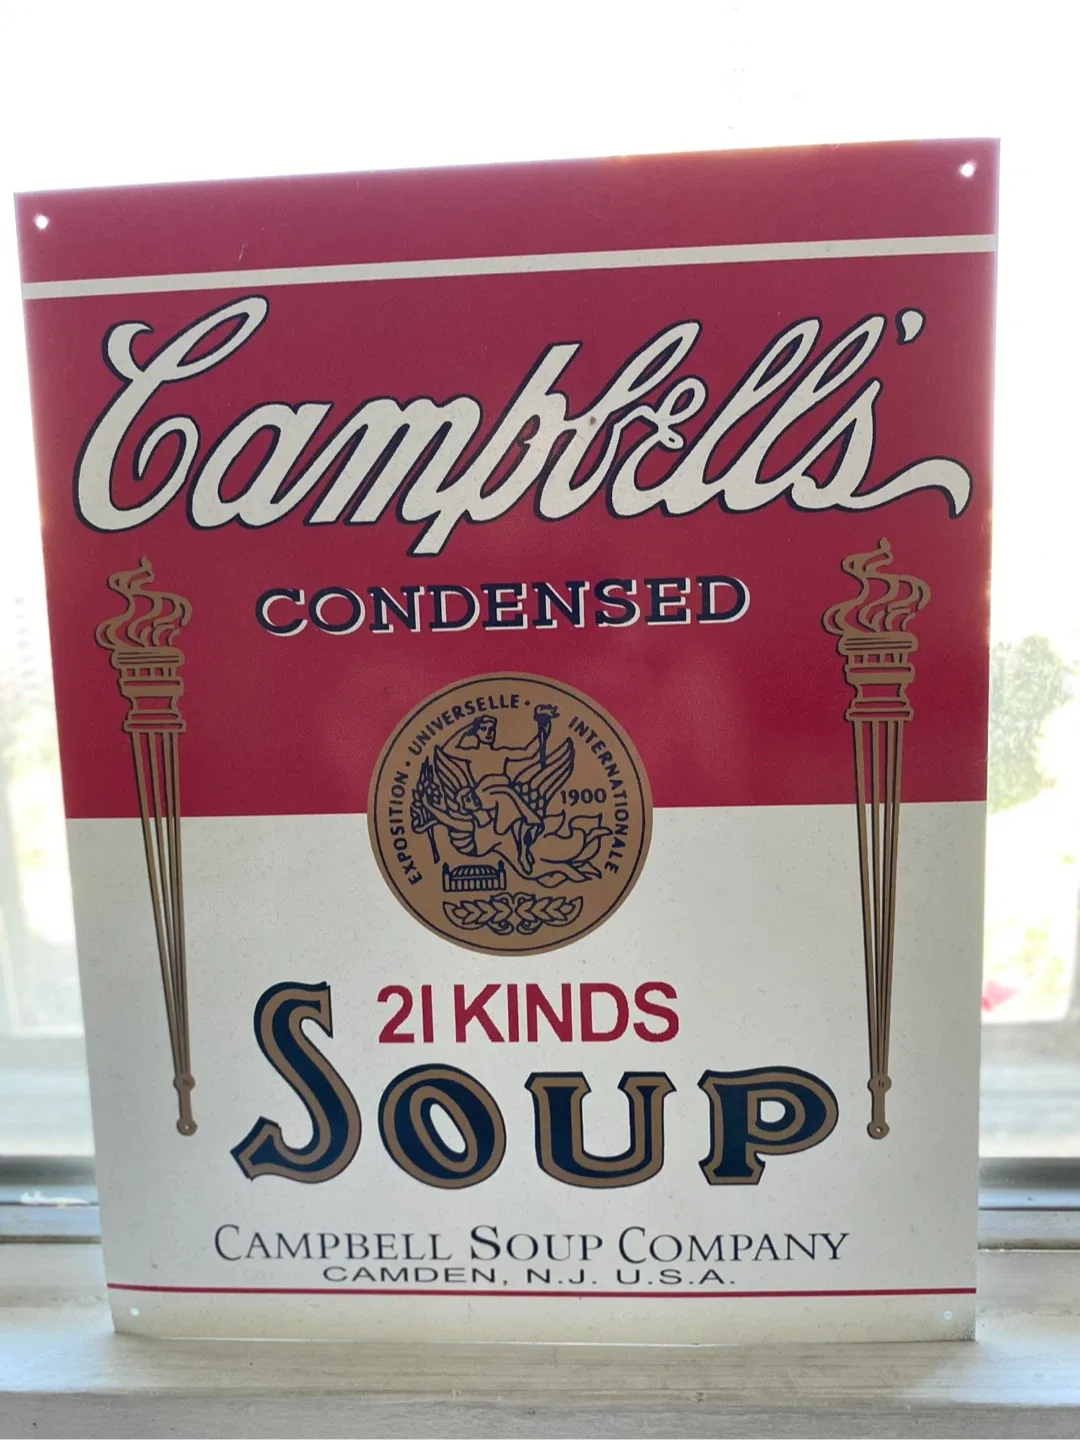 Campbell's
CONDENSED
EXPOSITION · UNIVERSELLE · INTERNATIONALE
1900
21 KINDS
SOUP
CAMPBELL SOUP COMPANY
CAMDEN, N.J. U.S.A.